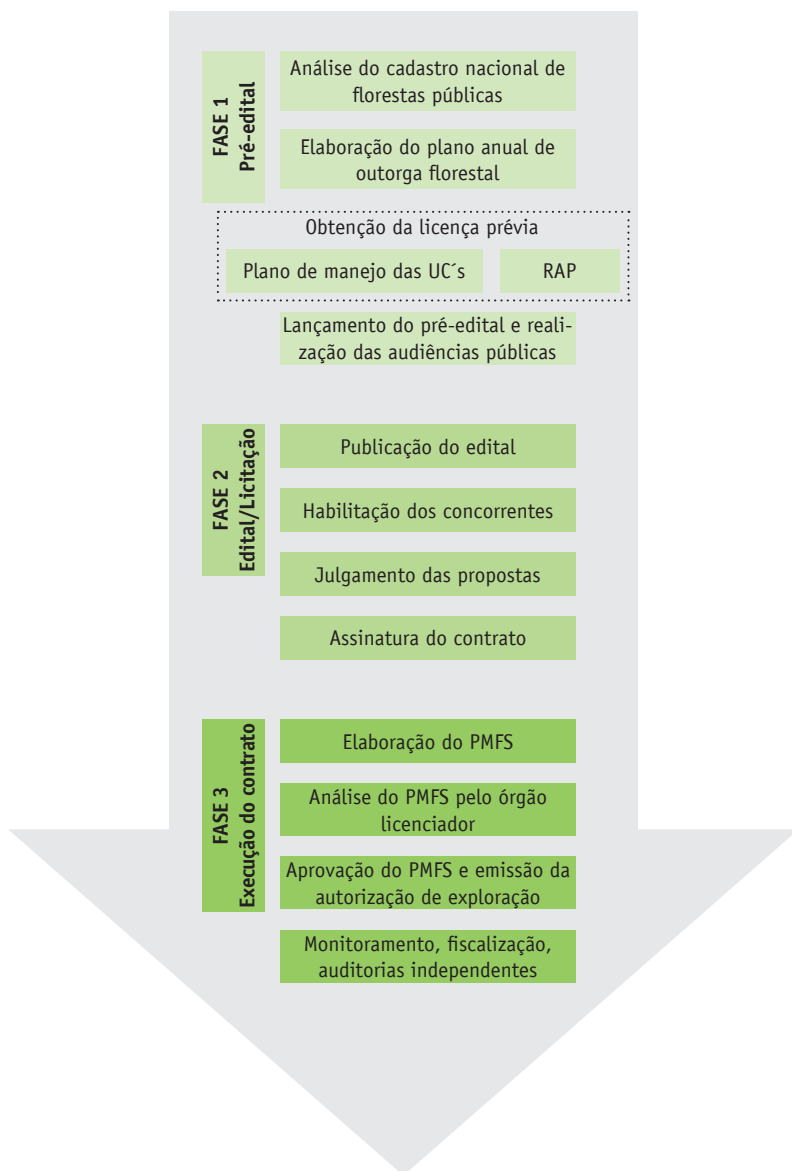 FASE 1
Pré-edital
Análise do cadastro nacional de
florestas públicas
Elaboração do plano anual de
outorga florestal
Obtenção da licença prévia
Plano de manejo das UC´s
RAP
Lançamento do pré-edital e reali-
zação das audiências públicas
FASE 2
Edital/Licitação
Publicação do edital
Habilitação dos concorrentes
Julgamento das propostas
Assinatura do contrato
FASE 3
Execução do contrato
Elaboração do PMFS
Análise do PMFS pelo órgão
licenciador
Aprovação do PMFS e emissão da
autorização de exploração
Monitoramento, fiscalização,
auditorias independentes